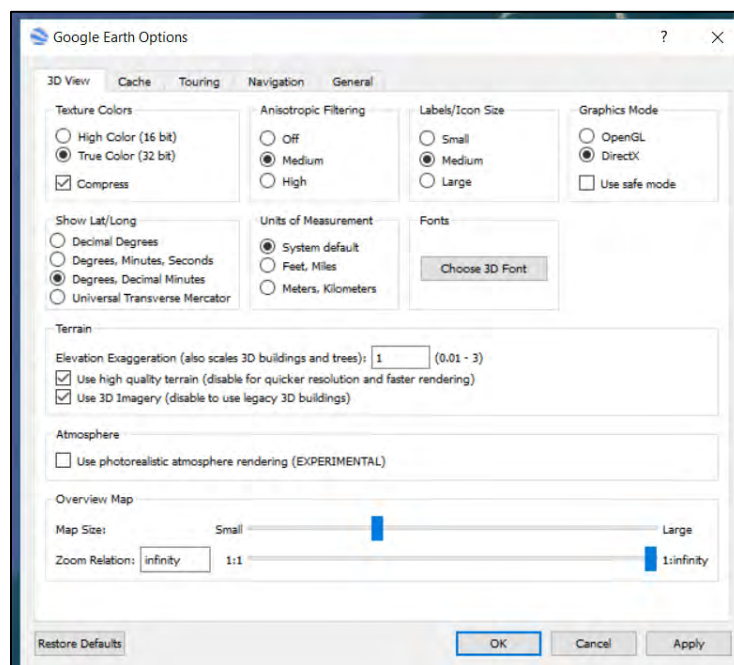 Google Earth Options
3D View Cache Touring Navigation General
Texture Colors
High Color (16 bit)
True Color (32 bit)
Compress
Anisotropic Filtering
Off
Medium
High
Labels/Icon Size
Small
Medium
Large
Graphics Mode
OpenGL
DirectX
Use safe mode
Show Lat/Long
Decimal Degrees
Degrees, Minutes, Seconds
Degrees, Decimal Minutes
Universal Transverse Mercator
Units of Measurement
System default
Feet, Miles
Meters, Kilometers
Fonts
Choose 3D Font
Terrain
Elevation Exaggeration (also scales 3D buildings and trees): 1 (0.01 - 3)
Use high quality terrain (disable for quicker resolution and faster rendering)
Use 3D Imagery (disable to use legacy 3D buildings)
Atmosphere
Use photorealistic atmosphere rendering (EXPERIMENTAL)
Overview Map
Map Size: Small Large
Zoom Relation: infinity 1:1 1:infinity
Restore Defaults OK Cancel Apply